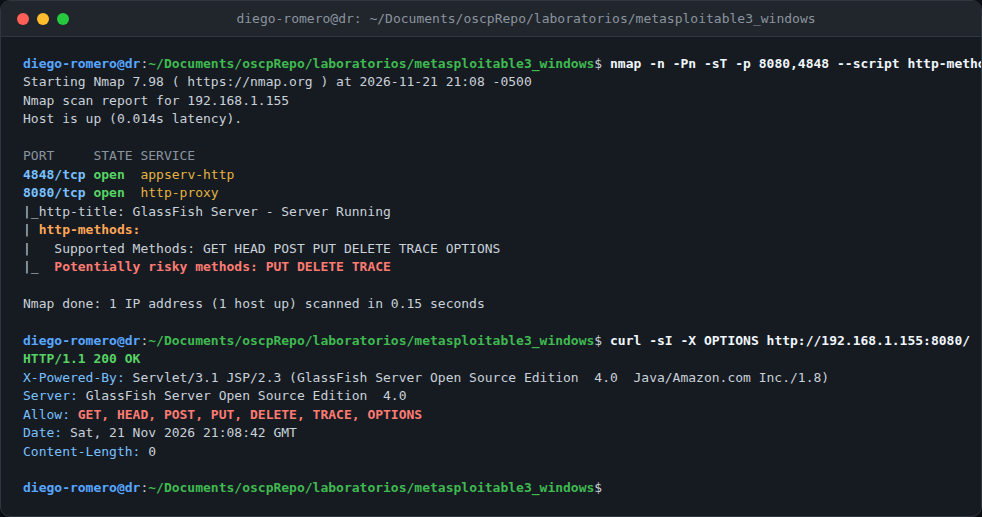 diego-romero@dr: ~/Documents/oscpRepo/laboratorios/metasploitable3_windows
diego-romero@dr:~/Documents/oscpRepo/laboratorios/metasploitable3_windows$ nmap -n -Pn -sT -p 8080,4848 --script http-metho
Starting Nmap 7.98 ( https://nmap.org ) at 2026-11-21 21:08 -0500
Nmap scan report for 192.168.1.155
Host is up (0.014s latency).
PORT     STATE SERVICE
4848/tcp open  appserv-http
8080/tcp open  http-proxy
|_http-title: GlassFish Server - Server Running
| http-methods:
|   Supported Methods: GET HEAD POST PUT DELETE TRACE OPTIONS
|_  Potentially risky methods: PUT DELETE TRACE
Nmap done: 1 IP address (1 host up) scanned in 0.15 seconds
diego-romero@dr:~/Documents/oscpRepo/laboratorios/metasploitable3_windows$ curl -sI -X OPTIONS http://192.168.1.155:8080/
HTTP/1.1 200 OK
X-Powered-By: Servlet/3.1 JSP/2.3 (GlassFish Server Open Source Edition  4.0  Java/Amazon.com Inc./1.8)
Server: GlassFish Server Open Source Edition  4.0
Allow: GET, HEAD, POST, PUT, DELETE, TRACE, OPTIONS
Date: Sat, 21 Nov 2026 21:08:42 GMT
Content-Length: 0
diego-romero@dr:~/Documents/oscpRepo/laboratorios/metasploitable3_windows$